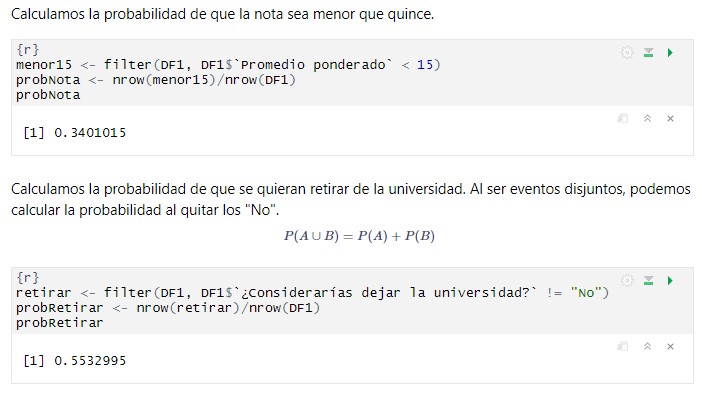 Calculamos la probabilidad de que la nota sea menor que quince.
{r}
menor15 <- filter(DF1, DF1$`Promedio ponderado` < 15)
probNota <- nrow(menor15)/nrow(DF1)
probNota
[1] 0.3401015
Calculamos la probabilidad de que se quieran retirar de la universidad. Al ser eventos disjuntos, podemos
calcular la probabilidad al quitar los "No".
P(A ∪ B) = P(A) + P(B)
{r}
retirar <- filter(DF1, DF1$`¿Considerarías dejar la universidad?` != "No")
probRetirar <- nrow(retirar)/nrow(DF1)
probRetirar
[1] 0.5532995